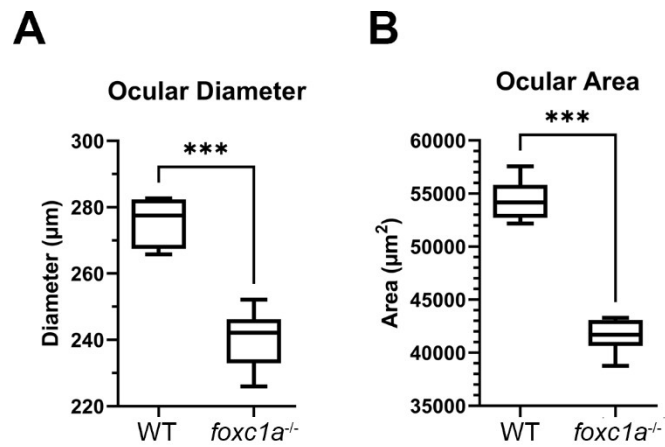 A
Ocular Diameter
***
300
280
260
240
220
Diameter (µm)
WT foxc1a-/-
B
Ocular Area
***
60000
55000
50000
45000
40000
35000
Area (µm²)
WT foxc1a-/-